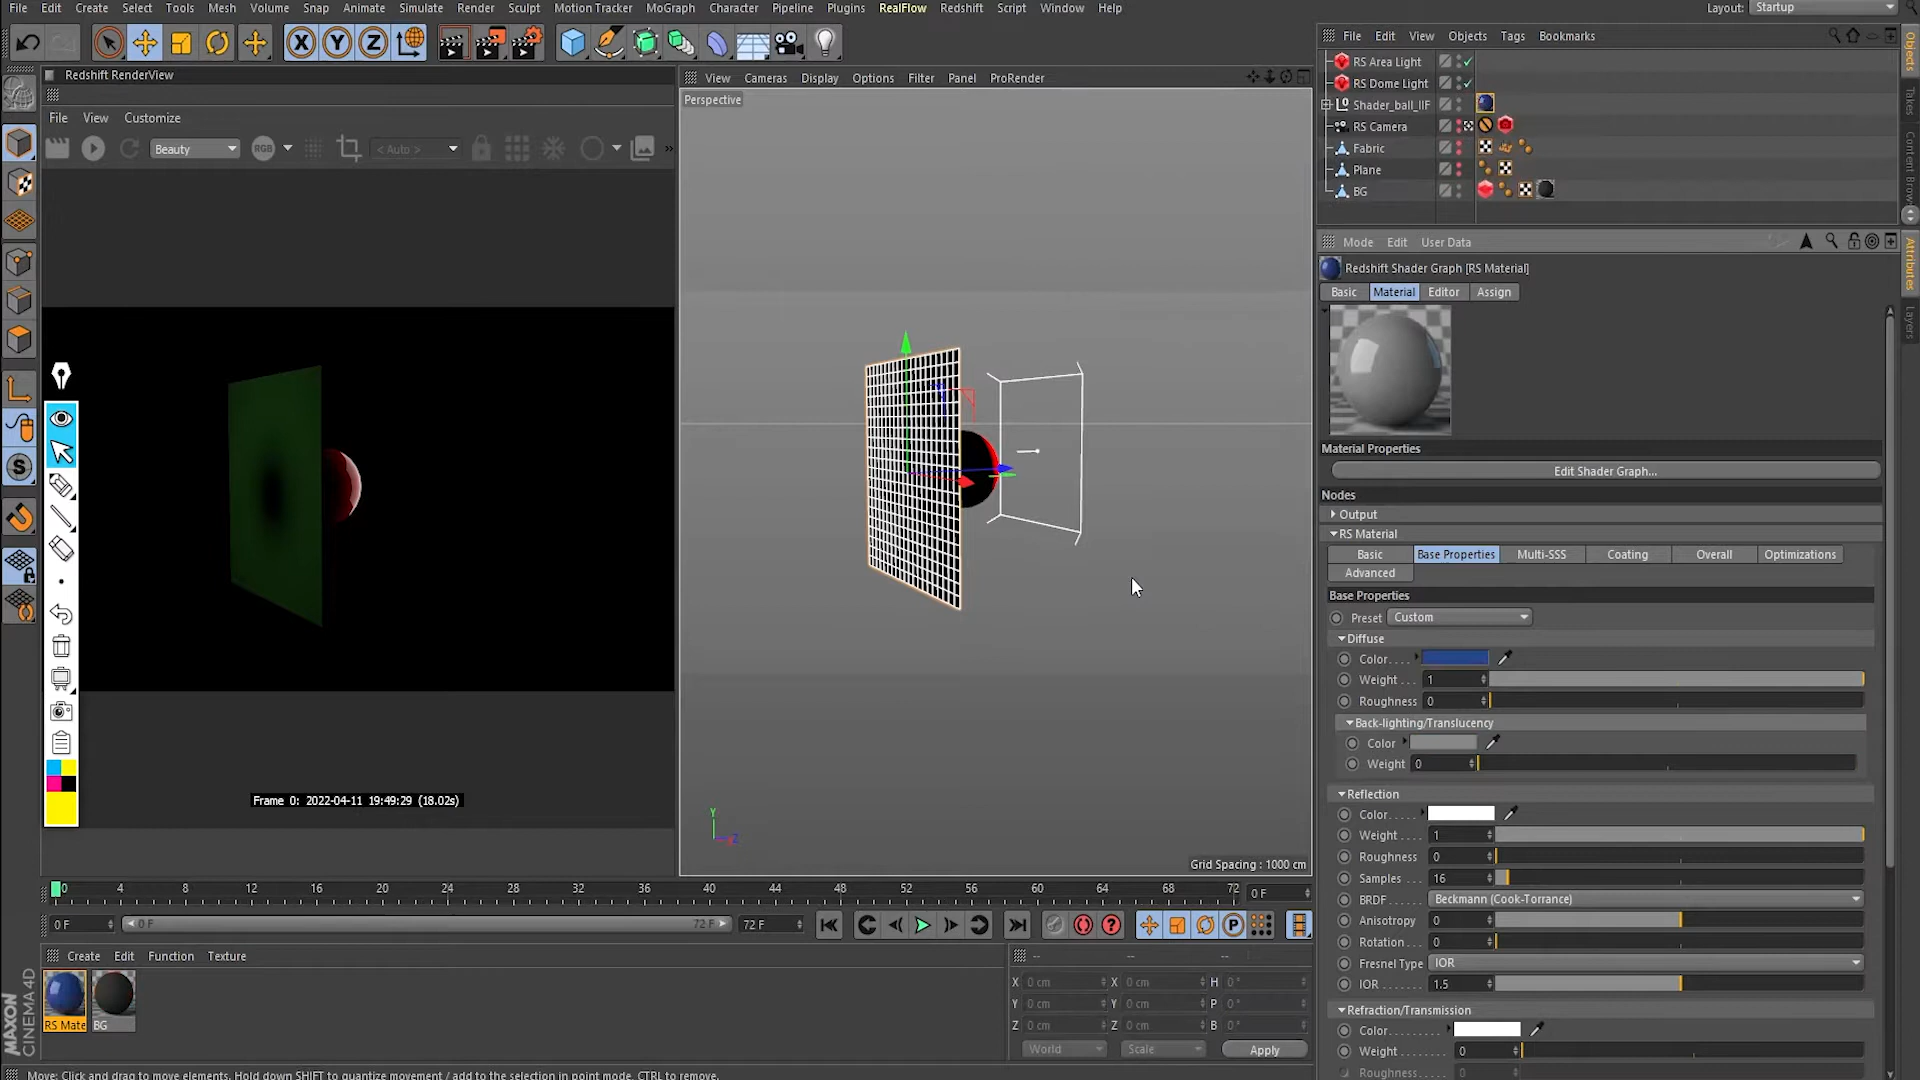 File Edit Create Select Tools Mesh Volume Snap Animate Simulate Render Sculpt Motion Tracker MoGraph Character Pipeline Plugins RealFlow Redshift Script Window Help Layout: Startup
Redshift RenderView
File View Customize
Beauty RGB < Auto > »
Frame 0: 2022-04-11 19:49:29 (18.02s)
View Cameras Display Options Filter Panel ProRender
Perspective
Y
Z
Grid Spacing : 1000 cm
0 4 8 12 16 20 24 28 32 36 40 44 48 52 56 60 64 68 72 0 F
0 F 0 F 72 F 72 F
Create Edit Function Texture
RS Mate BG
-- -- --
X 0 cm X 0 cm H 0 °
Y 0 cm Y 0 cm P 0 °
Z 0 cm Z 0 cm B 0 °
World Scale Apply
MAXON
CINEMA 4D
Move: Click and drag to move elements. Hold down SHIFT to quantize movement / add to the selection in point mode, CTRL to remove.
File Edit View Objects Tags Bookmarks
RS Area Light
RS Dome Light
Shader_ball_IIF
RS Camera
Fabric
Plane
BG
Objects
Takes
Content Brow
Attributes
Layers
Mode Edit User Data
Redshift Shader Graph [RS Material]
Basic Material Editor Assign
Material Properties
Edit Shader Graph...
Nodes
Output
RS Material
Basic Base Properties Multi-SSS Coating Overall Optimizations
Advanced
Base Properties
Preset Custom
Diffuse
Color. . . .
Weight . . . 1
Roughness 0
Back-lighting/Translucency
Color
Weight 0
Reflection
Color. . . . .
Weight . . . . 1
Roughness 0
Samples . . 16
BRDF . . . . Beckmann (Cook-Torrance)
Anisotropy 0
Rotation . . 0
Fresnel Type IOR
IOR . . . . . 1.5
Refraction/Transmission
Color. . . . . . . .
Weight . . . . . . . 0
Roughness . . . 0